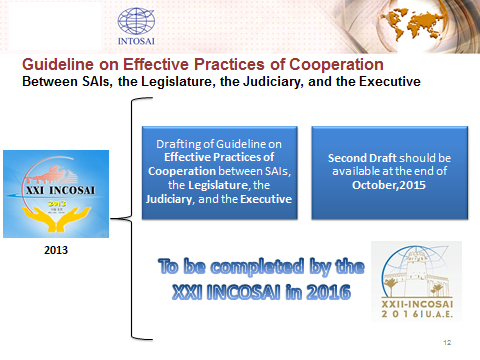 INTOSAI
Guideline on Effective Practices of Cooperation
Between SAIs, the Legislature, the Judiciary, and the Executive
XXI INCOSAI
2013
2013
Drafting of Guideline on
Effective Practices of
Cooperation between SAIs,
the Legislature, the
Judiciary, and the Executive
Second Draft should be
available at the end of
October,2015
To be completed by the
XXI INCOSAI in 2016
XXII-INCOSAI
2016 U.A.E.
12